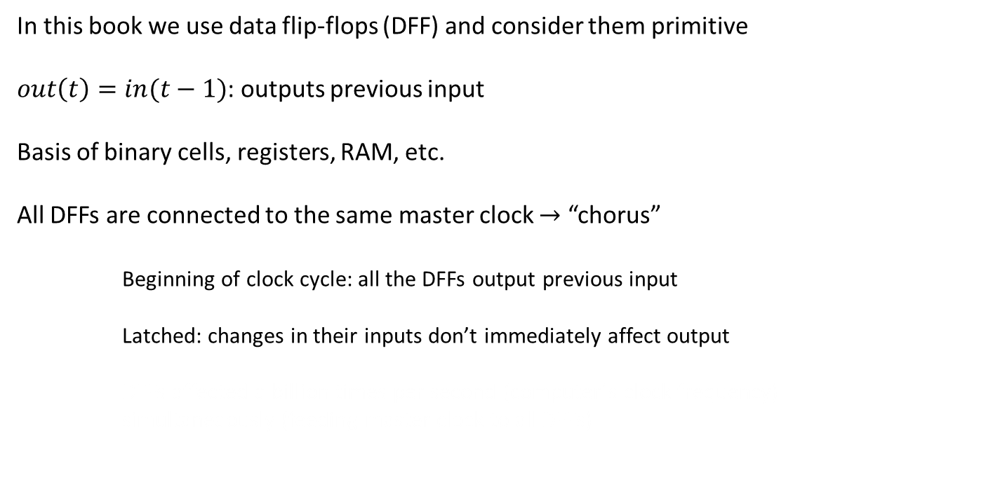 In this book we use data flip-flops (DFF) and consider them primitive
out(t) = in(t − 1): outputs previous input
Basis of binary cells, registers, RAM, etc.
All DFFs are connected to the same master clock → “chorus”
Beginning of clock cycle: all the DFFs output previous input
Latched: changes in their inputs don’t immediately affect output